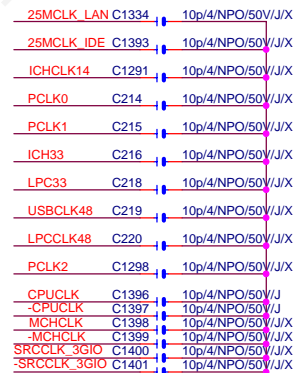 25MCLK_LAN C1334 10p/4/NPO/50V/J/X
25MCLK_IDE C1393 10p/4/NPO/50V/J/X
ICHCLK14 C1291 10p/4/NPO/50V/J/X
PCLK0 C214 10p/4/NPO/50V/J/X
PCLK1 C215 10p/4/NPO/50V/J/X
ICH33 C216 10p/4/NPO/50V/J/X
LPC33 C218 10p/4/NPO/50V/J/X
USBCLK48 C219 10p/4/NPO/50V/J/X
LPCCLK48 C220 10p/4/NPO/50V/J/X
PCLK2 C1298 10p/4/NPO/50V/J/X
CPUCLK C1396 10p/4/NPO/50V/J
-CPUCLK C1397 10p/4/NPO/50V/J
MCHCLK C1398 10p/4/NPO/50V/J/X
-MCHCLK C1399 10p/4/NPO/50V/J/X
SRCCLK_3GIO C1400 10p/4/NPO/50V/J/X
-SRCCLK_3GIO C1401 10p/4/NPO/50V/J/X